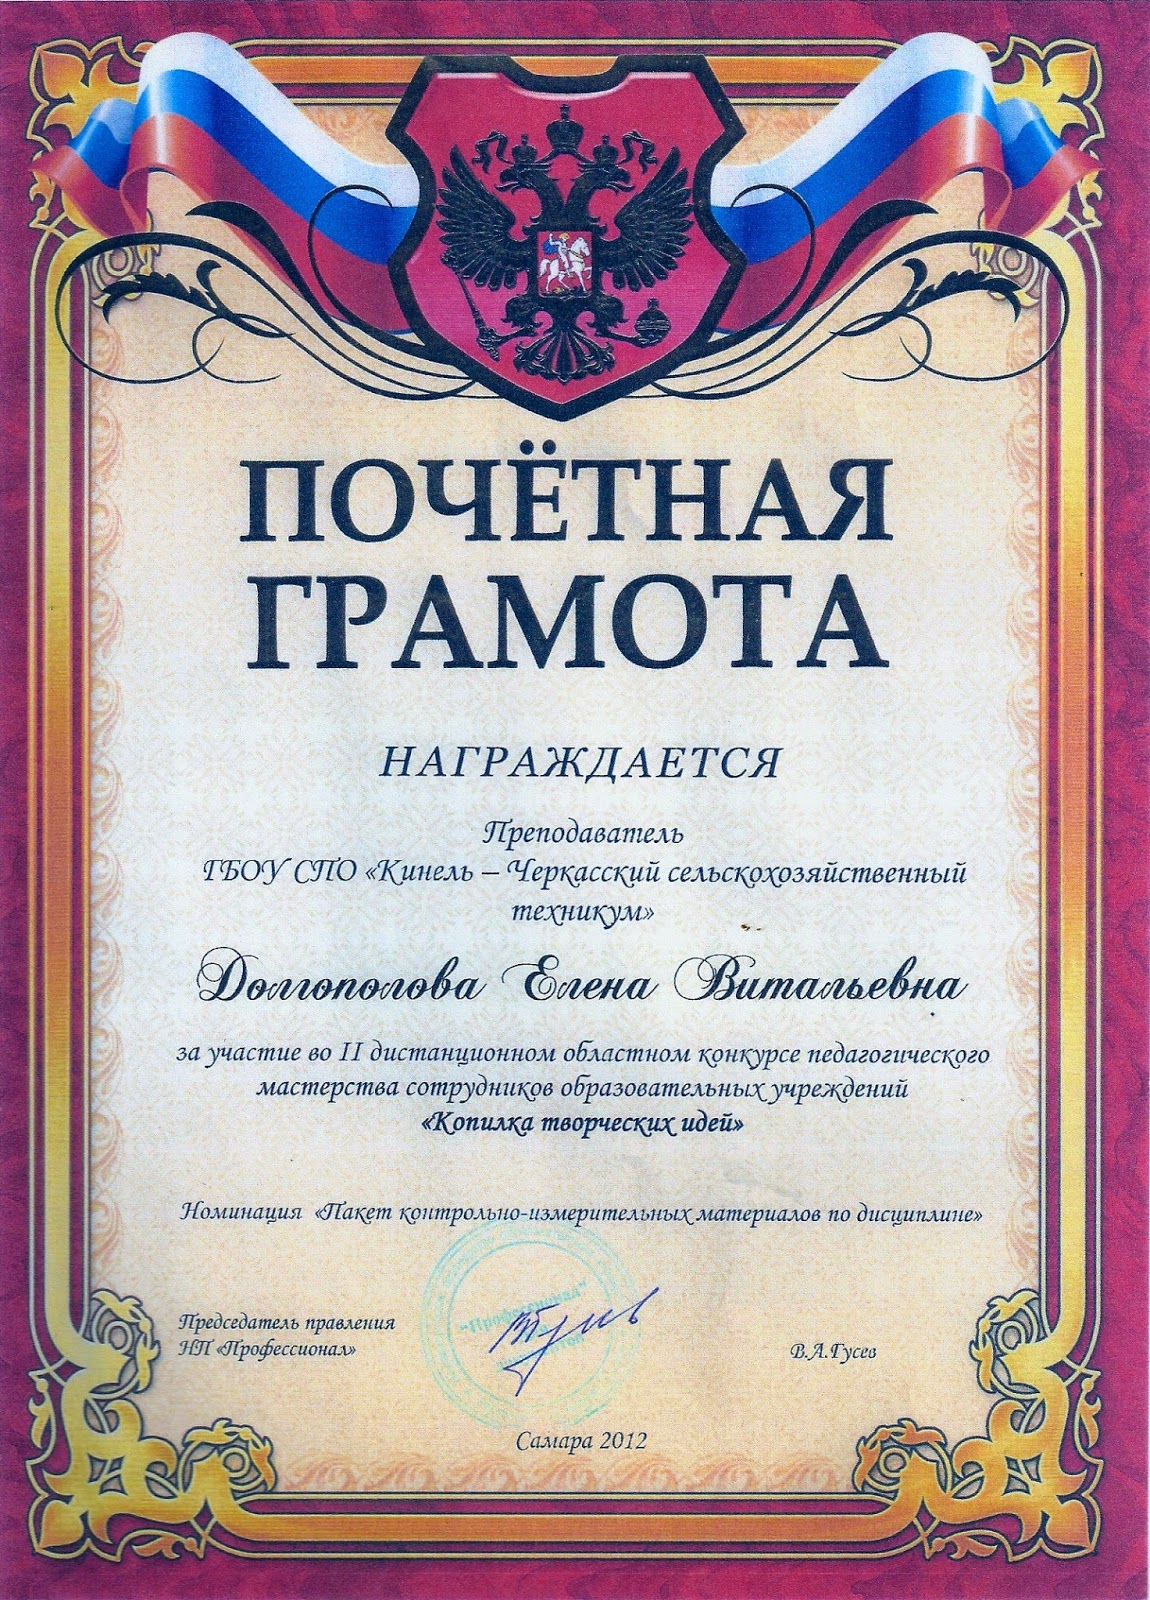 ПОЧЁТНАЯ
ГРАМОТА
НАГРАЖДАЕТСЯ
Преподаватель
ГБОУ СПО «Кинель – Черкасский сельскохозяйственный
техникум»
Долгополова Елена Витальевна
за участие во II дистанционном областном конкурсе педагогического
мастерства сотрудников образовательных учреждений
«Копилка творческих идей»
Номинация «Пакет контрольно-измерительных материалов по дисциплине»
Председатель правления
НП «Профессионал»
"Профессионал"
В.А.Гусев
Самара 2012